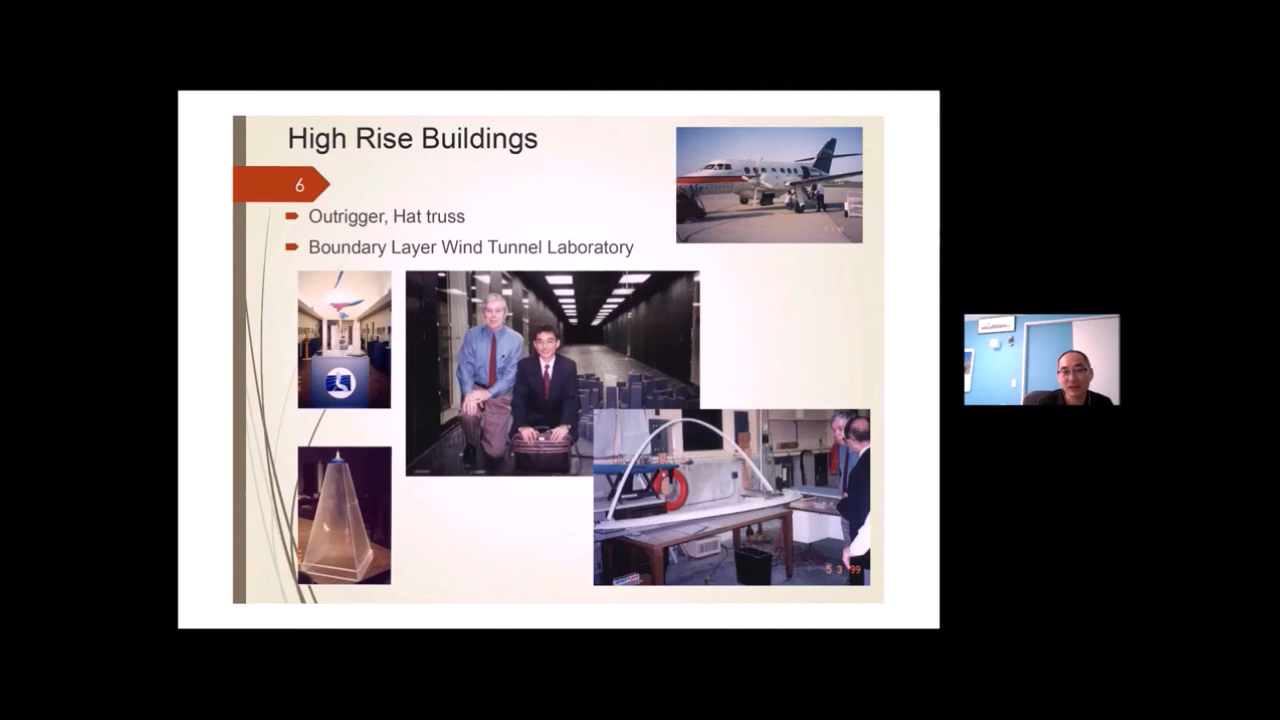 High Rise Buildings
6
Outrigger, Hat truss
Boundary Layer Wind Tunnel Laboratory
5 3 '99